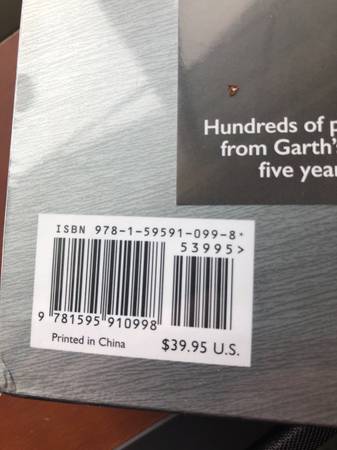 Hundreds of p
from Garth's
five yea
ISBN 978-1-59591-099-8
53995>
9 781595 910998
Printed in China
$39.95 U.S.